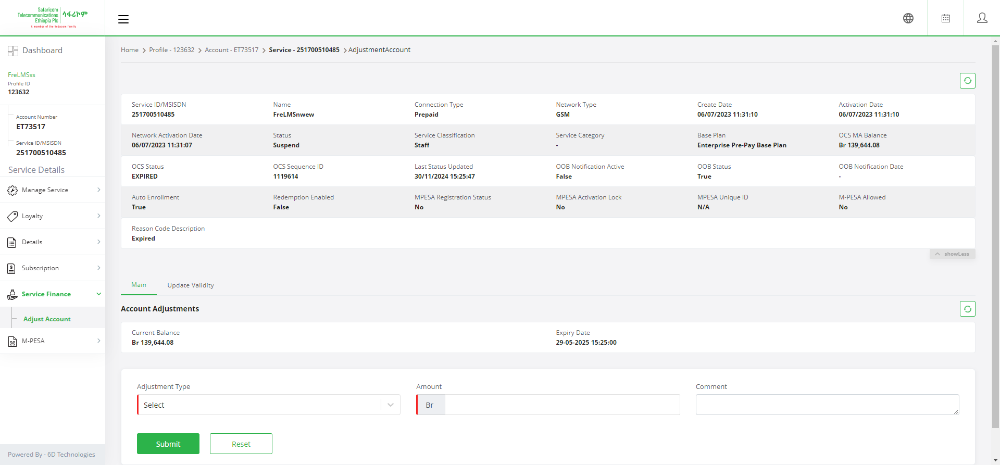 Safaricom
Telecommunications
Ethiopia Plc
ሳፋሪኮም
A member of the Vodacom family
Dashboard
FreLMSss
Profile ID
123632
Account Number
ET73517
Service ID/MSISDN
251700510485
Service Details
Manage Service
Loyalty
Details
Subscription
Service Finance
Adjust Account
M-PESA
Powered By - 6D Technologies
Home > Profile - 123632 > Account - ET73517 > Service - 251700510485 > AdjustmentAccount
Service ID/MSISDN Name Connection Type Network Type Create Date Activation Date
251700510485 FreLMSnwew Prepaid GSM 06/07/2023 11:31:10 06/07/2023 11:31:10
Network Activation Date Status Service Classification Service Category Base Plan OCS MA Balance
06/07/2023 11:31:07 Suspend Staff - Enterprise Pre-Pay Base Plan Br 139,644.08
OCS Status OCS Sequence ID Last Status Updated OOB Notification Active OOB Status OOB Notification Date
EXPIRED 1119614 30/11/2024 15:25:47 False True -
Auto Enrollment Redemption Enabled MPESA Registration Status MPESA Activation Lock MPESA Unique ID M-PESA Allowed
True False No No N/A No
Reason Code Description
Expired
showLess
Main Update Validity
Account Adjustments
Current Balance Expiry Date
Br 139,644.08 29-05-2025 15:25:00
Adjustment Type Amount Comment
Select Br
Submit Reset